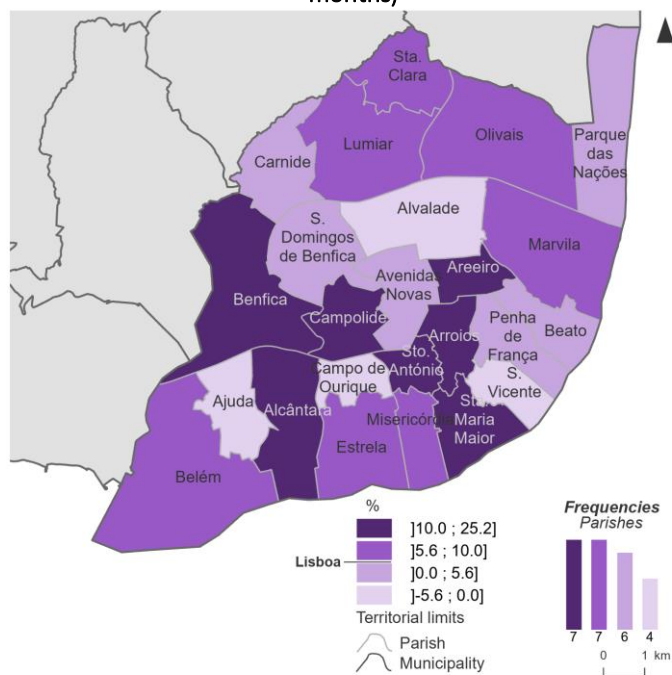 months)
Sta.
Clara
Lumiar
Olivais
Parque
das
Nações
Carnide
Alvalade
S.
Domingos
de Benfica
Marvila
Avenidas
Novas
Areeiro
Benfica
Campolide
Arroios
Penha
de
França
Beato
Sto.
António
Campo de
Ourique
S.
Vicente
Ajuda
Alcântara
Misericórdia
Sta.
Maria
Maior
Estrela
Belém
%
]10.0 ; 25.2]
]5.6 ; 10.0]
Lisboa
]0.0 ; 5.6]
]-5.6 ; 0.0]
Territorial limits
Parish
Municipality
Frequencies
Parishes
7 7 6 4
0 1 km